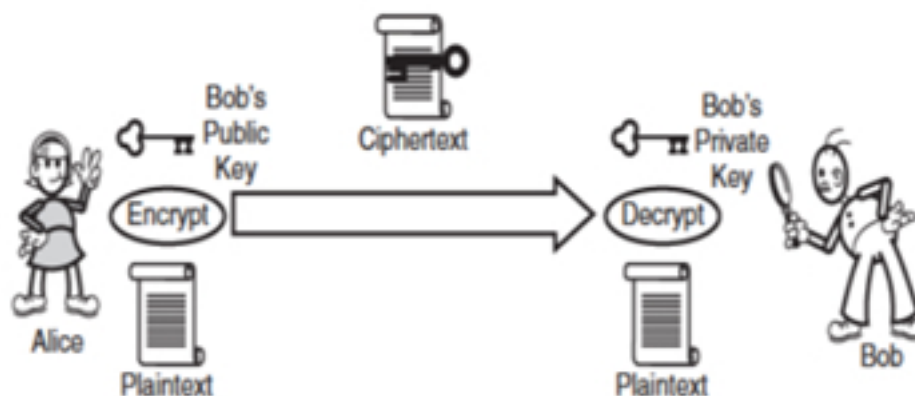 Bob's
Public
Key
Ciphertext
Bob's
Private
Key
Encrypt
Decrypt
Alice
Plaintext
Plaintext
Bob